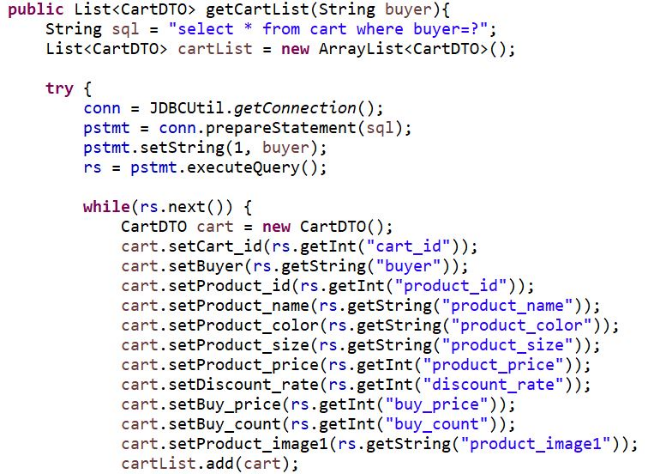 public List<CartDTO> getCartList(String buyer){
    String sql = "select * from cart where buyer=?";
    List<CartDTO> cartList = new ArrayList<CartDTO>();

    try {
        conn = JDBCUtil.getConnection();
        pstmt = conn.prepareStatement(sql);
        pstmt.setString(1, buyer);
        rs = pstmt.executeQuery();

        while(rs.next()) {
            CartDTO cart = new CartDTO();
            cart.setCart_id(rs.getInt("cart_id"));
            cart.setBuyer(rs.getString("buyer"));
            cart.setProduct_id(rs.getInt("product_id"));
            cart.setProduct_name(rs.getString("product_name"));
            cart.setProduct_color(rs.getString("product_color"));
            cart.setProduct_size(rs.getString("product_size"));
            cart.setProduct_price(rs.getInt("product_price"));
            cart.setDiscount_rate(rs.getInt("discount_rate"));
            cart.setBuy_price(rs.getInt("buy_price"));
            cart.setBuy_count(rs.getInt("buy_count"));
            cart.setProduct_image1(rs.getString("product_image1"));
            cartList.add(cart);